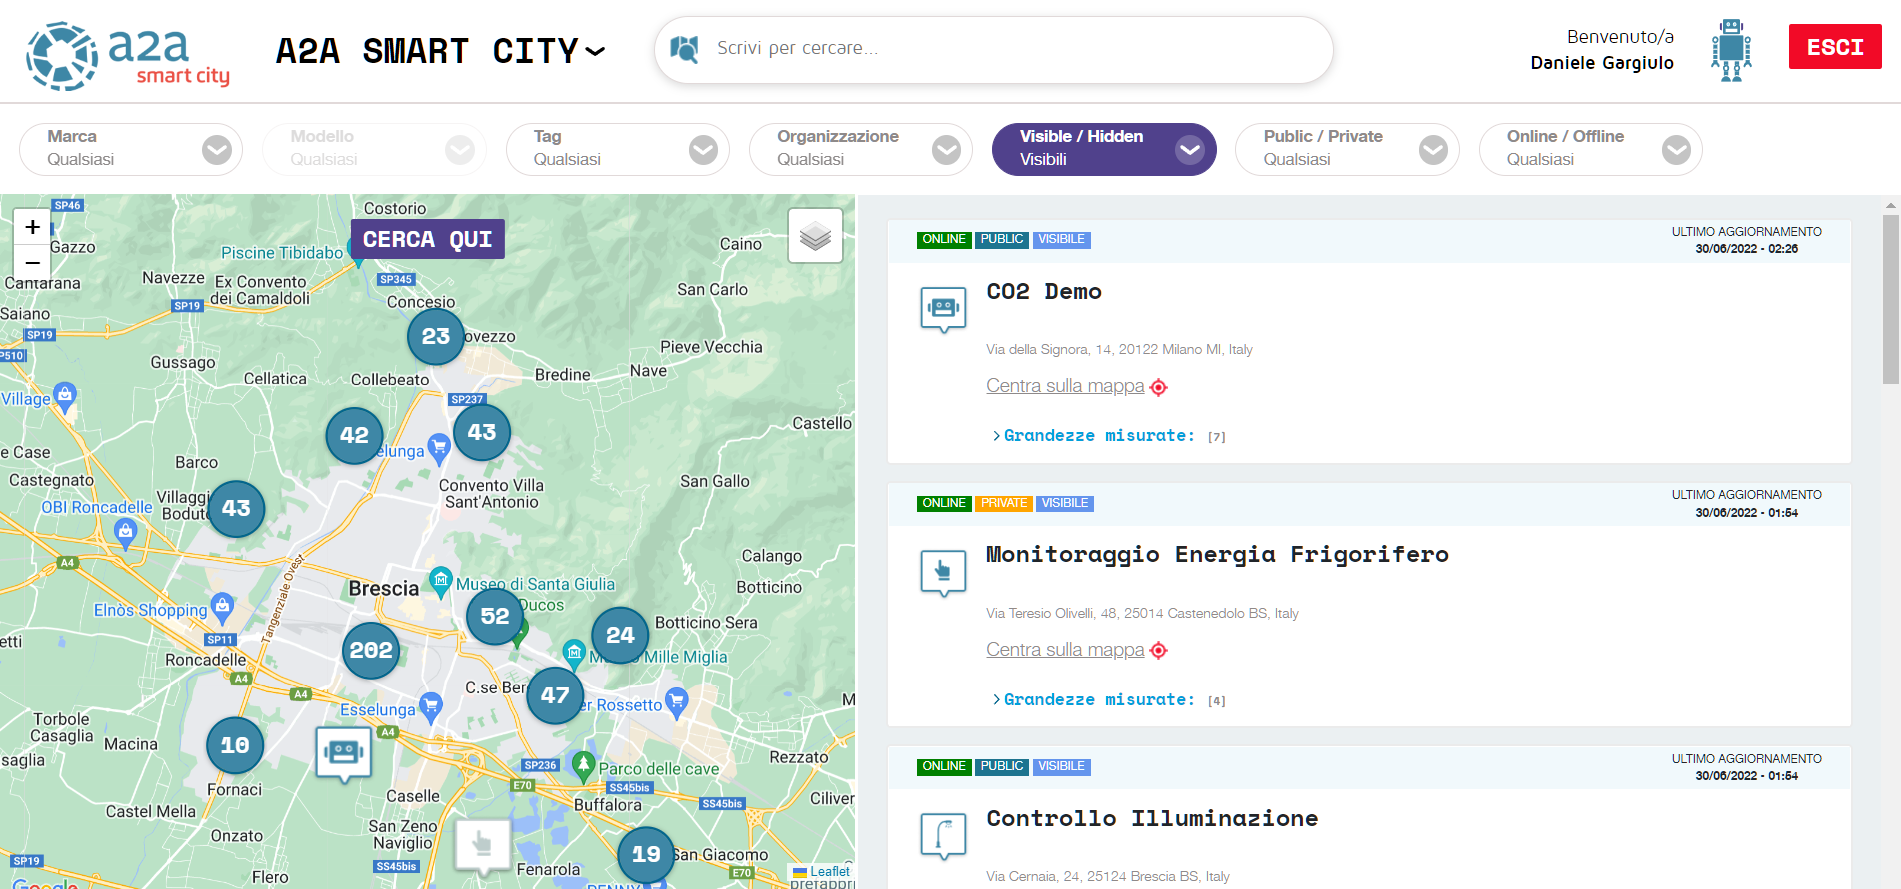 a2a
smart city
A2A SMART CITY
Scrivi per cercare...
Benvenuto/a
Daniele Gargiulo
ESCI
Marca
Qualsiasi
Modello
Qualsiasi
Tag
Qualsiasi
Organizzazione
Qualsiasi
Visible / Hidden
Visibili
Public / Private
Qualsiasi
Online / Offline
Qualsiasi
+
−
CERCA QUI
SP46
Costorio
Gazzo
Piscine Tibidabo
Caino
Cantarana
Navezze
Ex Convento
dei Camaldoli
SP345
San Carlo
SP19
Concesio
Saiano
SP19
23
ovezzo
Pieve Vecchia
SP510
Gussago
Cellatica
Collebeato
Bredine
Nave
Village
SP237
42
43
Castello
e Case
selunga
Barco
Castegnato
Convento Villa
Sant'Antonio
San Gallo
OBI Roncadelle
Villaggi
Bodute
43
A4
Tangenziale Ovest
Calango
Brescia
Museo di Santa Giulia
Botticino
Elnòs Shopping
Ducos
52
24
Botticino Sera
SP11
etti
202
Roncadelle
Mille Miglia
A4
A4
C.se Ber
47
Esselunga
er Rossetto
M
Torbole
Casaglia
Macina
A4
saglia
10
SP236
Rezzato
Parco delle cave
E70
Fornaci
SS45bis
Caselle
Buffalora
SS45bis
Ciliver
Castel Mella
San Zeno
Naviglio
Onzato
19
San Giacomo
SP19
SS45bis
Fenarola
E70
Leaflet
Flero
PENNY
prefabbri
Google
ONLINE PUBLIC VISIBILE
ULTIMO AGGIORNAMENTO
30/06/2022 - 02:26
CO2 Demo
Via della Signora, 14, 20122 Milano MI, Italy
Centra sulla mappa
Grandezze misurate: [7]
ONLINE PRIVATE VISIBILE
ULTIMO AGGIORNAMENTO
30/06/2022 - 01:54
Monitoraggio Energia Frigorifero
Via Teresio Olivelli, 48, 25014 Castenedolo BS, Italy
Centra sulla mappa
Grandezze misurate: [4]
ONLINE PUBLIC VISIBILE
ULTIMO AGGIORNAMENTO
30/06/2022 - 01:54
Controllo Illuminazione
Via Cernaia, 24, 25124 Brescia BS, Italy